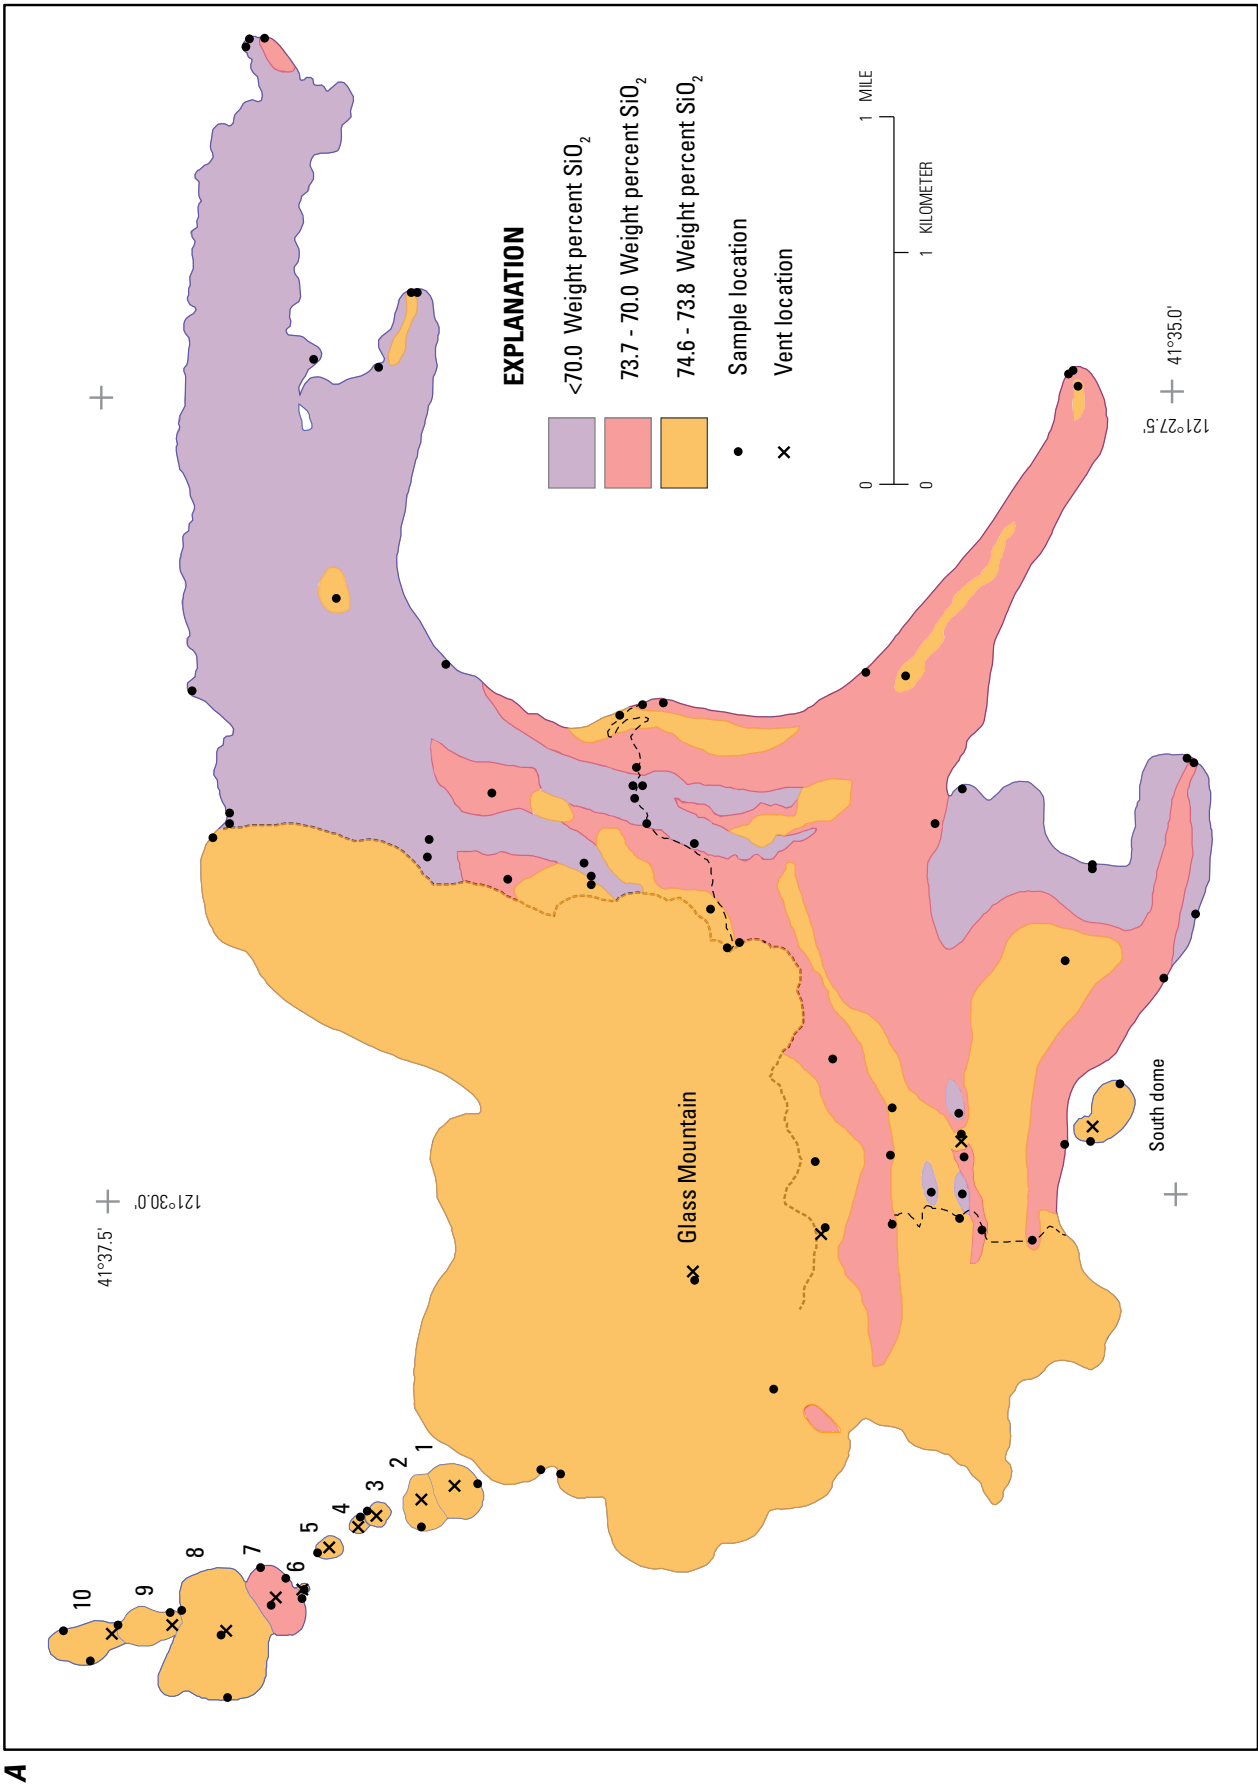 A
41°37.5'
121°30.0'
10
9
8
7
6
5
4
3
2
1
Glass Mountain
South dome
EXPLANATION
<70.0 Weight percent SiO₂
73.7 - 70.0 Weight percent SiO₂
74.6 - 73.8 Weight percent SiO₂
Sample location
Vent location
0 1 MILE
0 1 KILOMETER
121°27.5'
41°35.0'